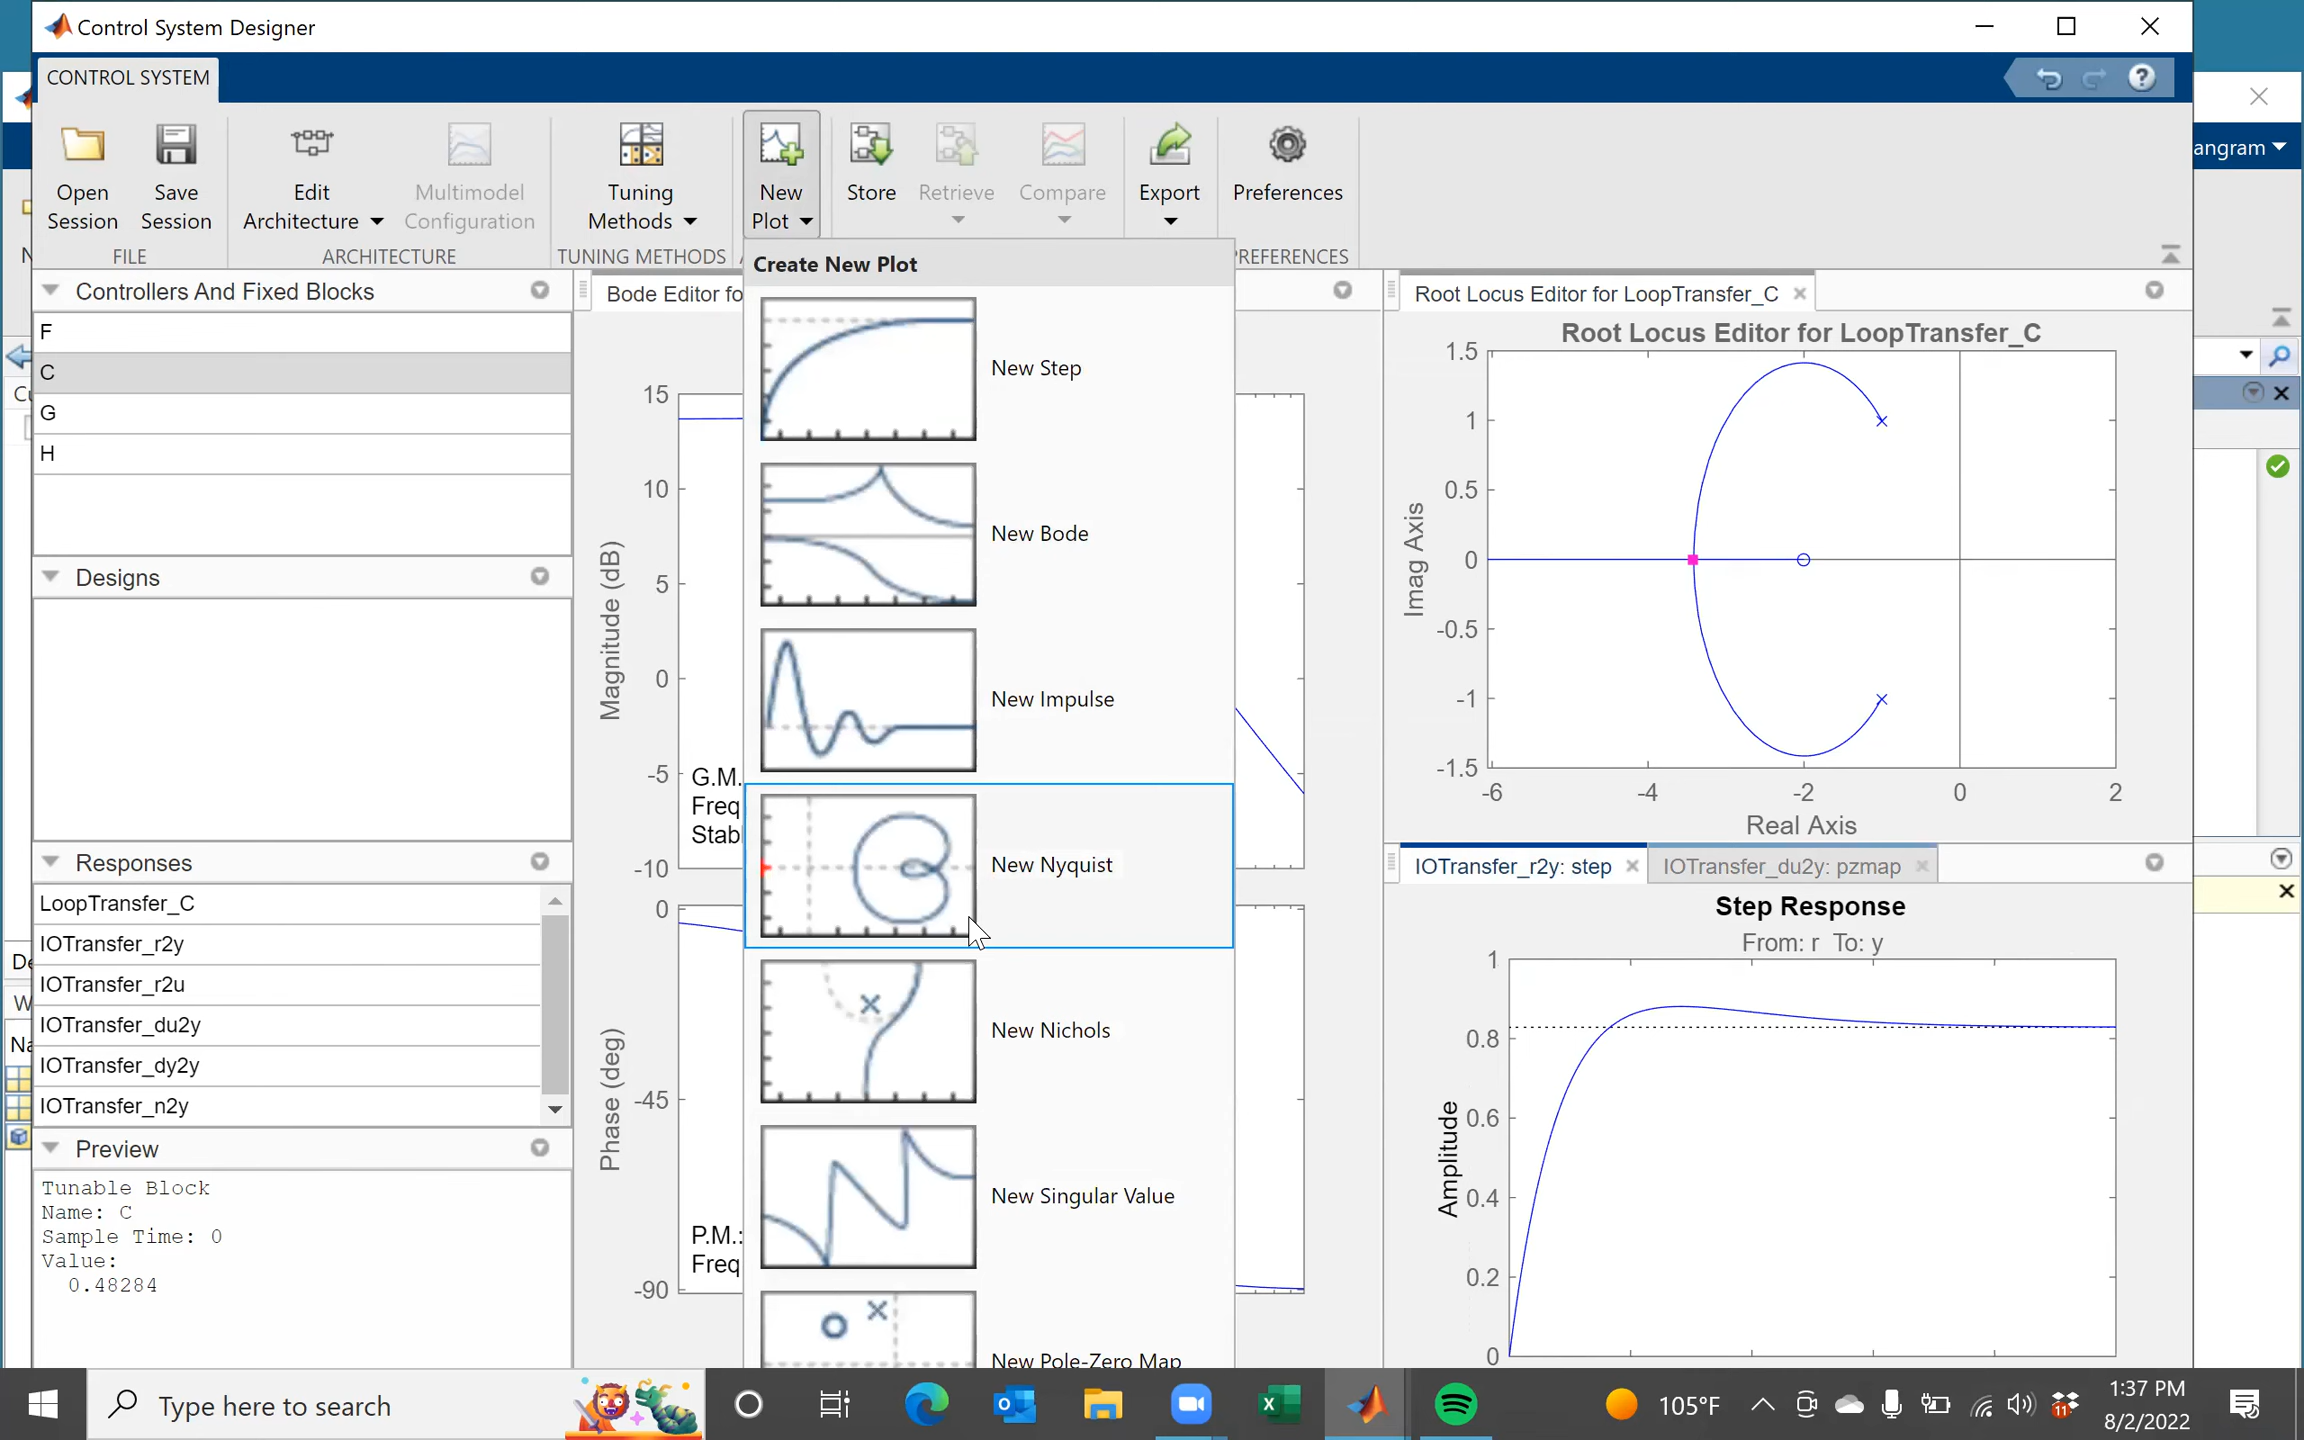 Control System Designer
CONTROL SYSTEM
Open Session
Save Session
Edit Architecture
Multimodel Configuration
Tuning Methods
New Plot
Store
Retrieve
Compare
Export
Preferences
angram
FILE
ARCHITECTURE
TUNING METHODS
PREFERENCES
Create New Plot
New Step
New Bode
New Impulse
New Nyquist
New Nichols
New Singular Value
New Pole-Zero Map
Controllers And Fixed Blocks
F
C
G
H
Designs
Responses
LoopTransfer_C
IOTransfer_r2y
IOTransfer_r2u
IOTransfer_du2y
IOTransfer_dy2y
IOTransfer_n2y
Preview
Tunable Block
Name: C
Sample Time: 0
Value:
0.48284
Bode Editor fo
Magnitude (dB)
15
10
5
0
-5
-10
G.M.
Freq
Stabl
Phase (deg)
0
-45
-90
P.M.:
Freq
Root Locus Editor for LoopTransfer_C
Root Locus Editor for LoopTransfer_C
Imag Axis
1.5
1
0.5
0
-0.5
-1
-1.5
-6 -4 -2 0 2
Real Axis
IOTransfer_r2y: step
IOTransfer_du2y: pzmap
Step Response
From: r To: y
Amplitude
1
0.8
0.6
0.4
0.2
0
Type here to search
105°F
11
1:37 PM
8/2/2022